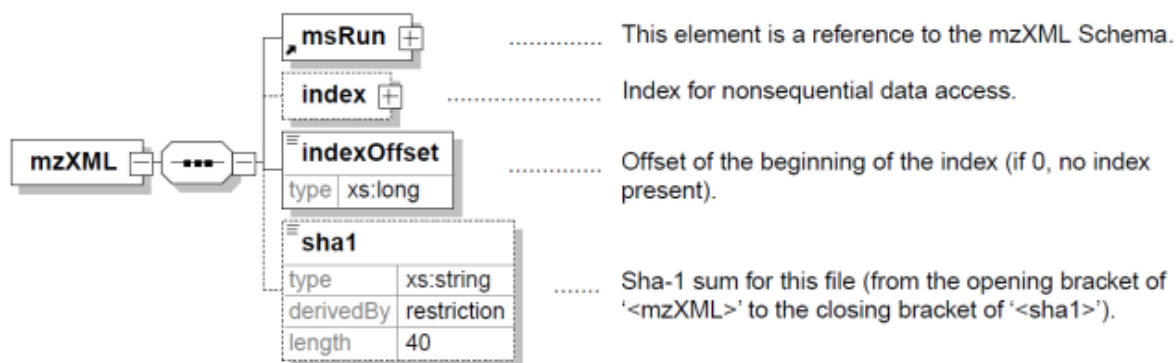 msRun
This element is a reference to the mzXML Schema.
index
Index for nonsequential data access.
mzXML
indexOffset
type xs:long
Offset of the beginning of the index (if 0, no index
present).
sha1
type xs:string
derivedBy restriction
length 40
Sha-1 sum for this file (from the opening bracket of
‘<mzXML>’ to the closing bracket of ‘<sha1>’).